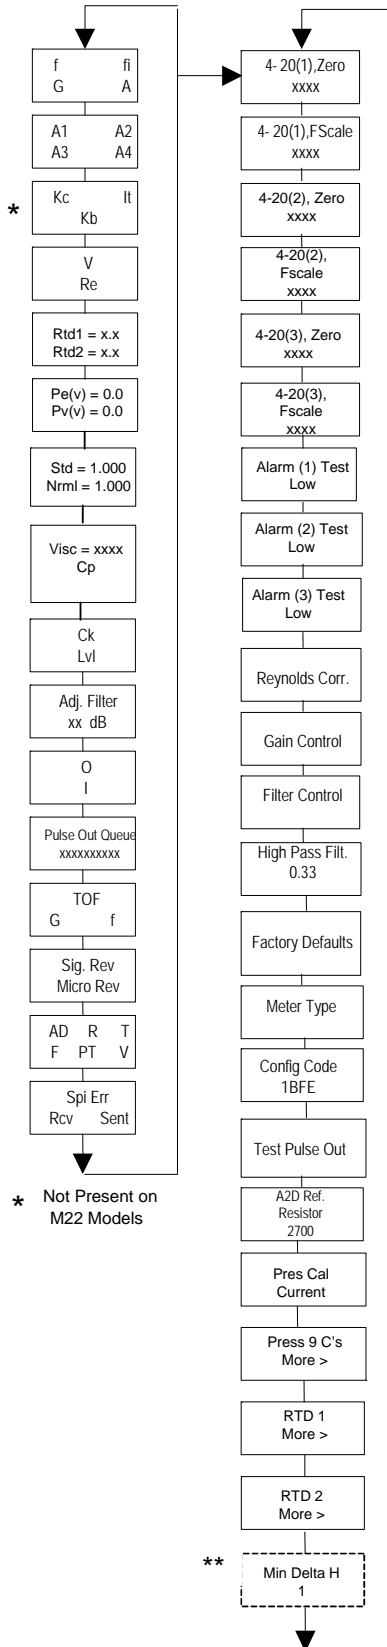 f fi
G A
A1 A2
A3 A4
*
Kc It
Kb
V
Re
Rtd1 = x.x
Rtd2 = x.x
Pe(v) = 0.0
Pv(v) = 0.0
Std = 1.000
Nrml = 1.000
Visc = xxxx
Cp
Ck
Lvl
Adj. Filter
xx dB
O
I
Pulse Out Queue
xxxxxxxxxx
TOF
G f
Sig. Rev
Micro Rev
AD R T
F PT V
Spi Err
Rcv Sent
* Not Present on
M22 Models
4- 20(1),Zero
xxxx
4- 20(1),FScale
xxxx
4-20(2), Zero
xxxx
4-20(2),
Fscale
xxxx
4-20(3), Zero
xxxx
4-20(3),
Fscale
xxxx
Alarm (1) Test
Low
Alarm (2) Test
Low
Alarm (3) Test
Low
Reynolds Corr.
Gain Control
Filter Control
High Pass Filt.
0.33
Factory Defaults
Meter Type
Config Code
1BFE
Test Pulse Out
A2D Ref.
Resistor
2700
Pres Cal
Current
Press 9 C's
More >
RTD 1
More >
RTD 2
More >
**
Min Delta H
1